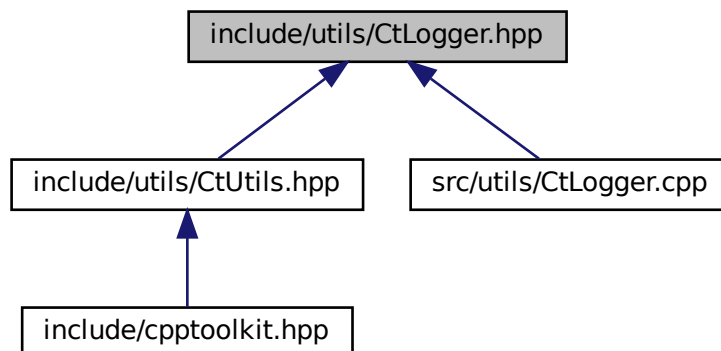 include/utils/CtLogger.hpp
include/utils/CtUtils.hpp
src/utils/CtLogger.cpp
include/cpptoolkit.hpp